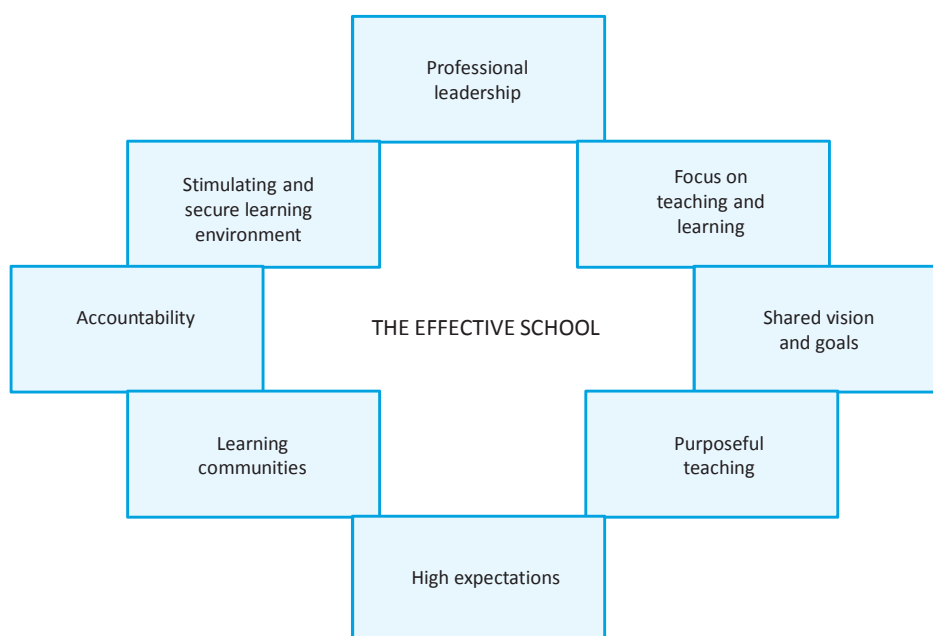 Professional
leadership
Stimulating and
secure learning
environment
Focus on
teaching and
learning
Accountability
THE EFFECTIVE SCHOOL
Shared vision
and goals
Learning
communities
Purposeful
teaching
High expectations